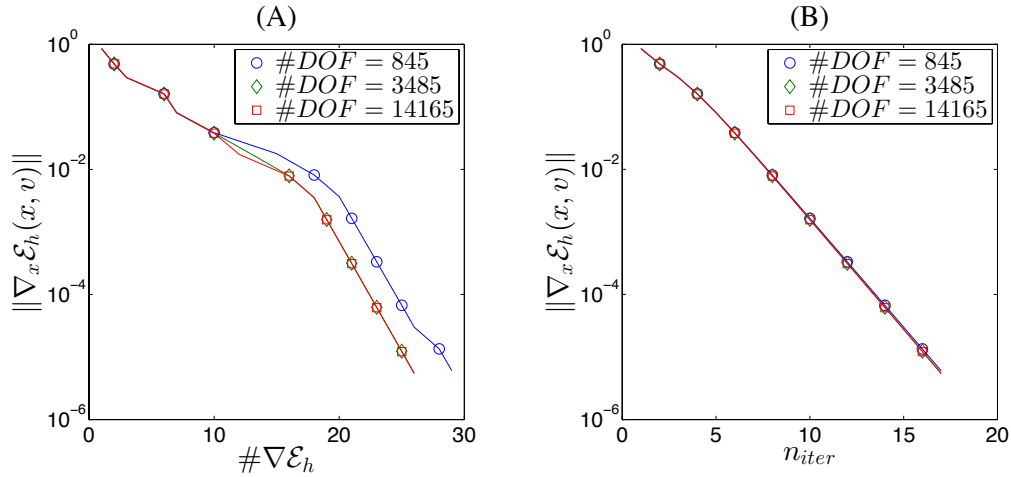 (A)
10^0
10^{-2}
10^{-4}
10^{-6}
‖∇_x ℰ_h(x, v)‖
0 10 20 30
#∇ℰ_h
#DOF = 845
#DOF = 3485
#DOF = 14165
(B)
10^0
10^{-2}
10^{-4}
10^{-6}
‖∇_x ℰ_h(x, v)‖
0 5 10 15 20
n_{iter}
#DOF = 845
#DOF = 3485
#DOF = 14165